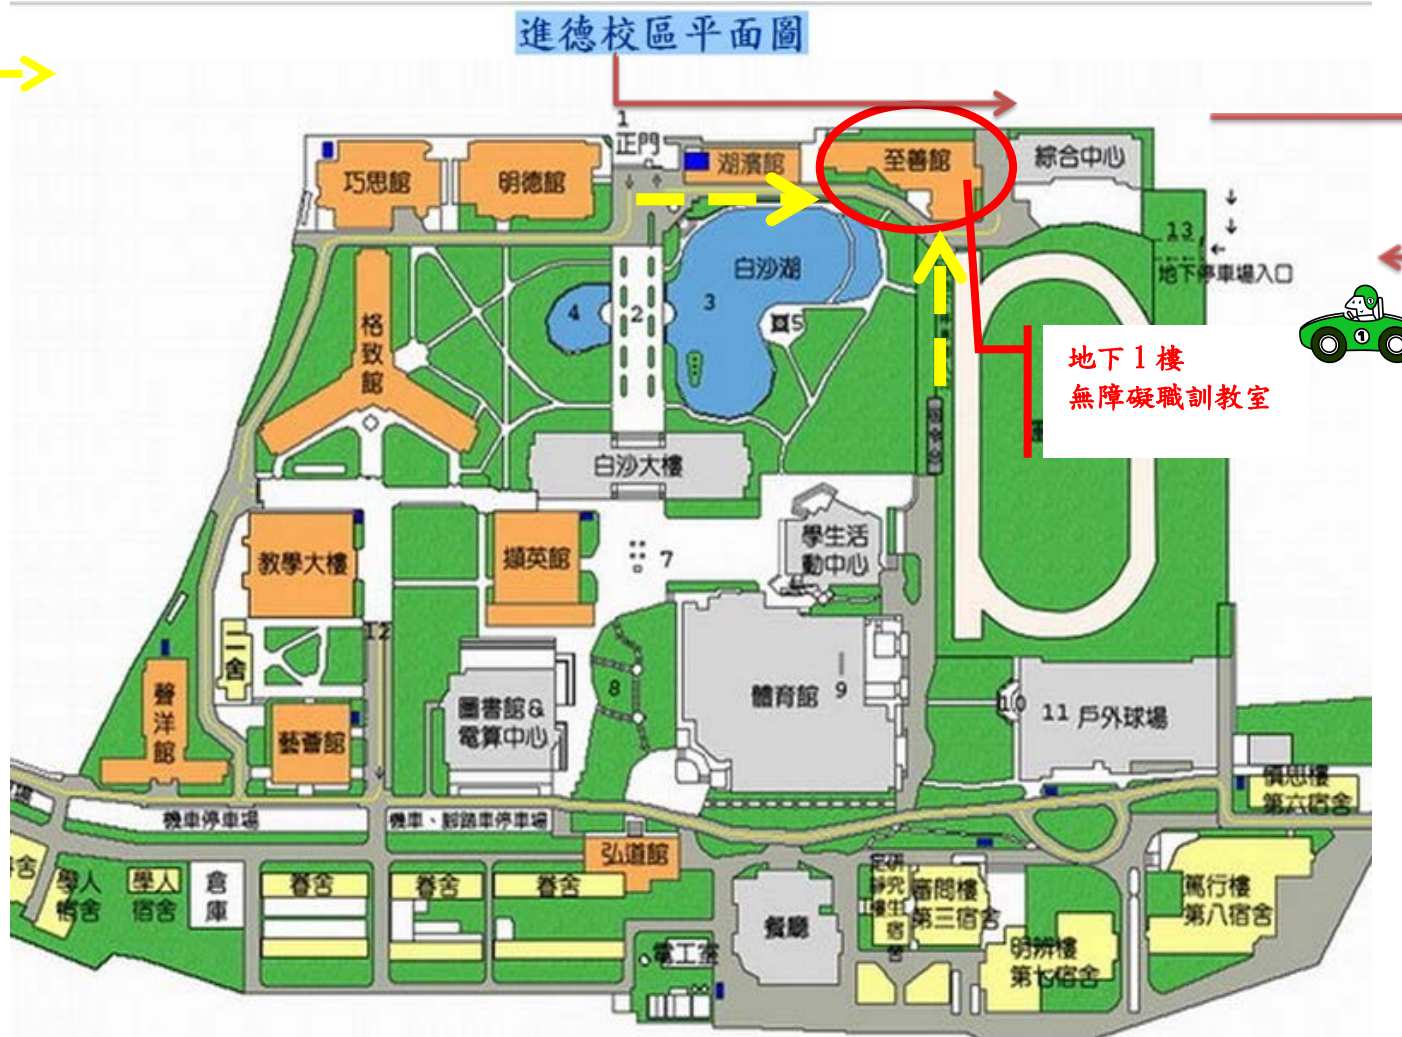 進德校區平面圖
1
正門
巧思館
明德館
湖濱館
至善館
綜合中心
13
地下停車場入口
白沙湖
4
2
3
5
格致館
地下1樓
無障礙職訓教室
①
白沙大樓
教學大樓
擷英館
7
學生活
動中心
12
二舍
聲洋館
藝薈館
圖書館&
電算中心
8
體育館
9
10
11 戶外球場
慎思樓
第六宿舍
機車停車場
機車、腳踏車停車場
弘道館
舍
學人
宿舍
學人
宿舍
倉庫
眷舍
眷舍
眷舍
餐廳
電工室
研究生宿舍
審問樓
第三宿舍
明辨樓
第七宿舍
篤行樓
第八宿舍